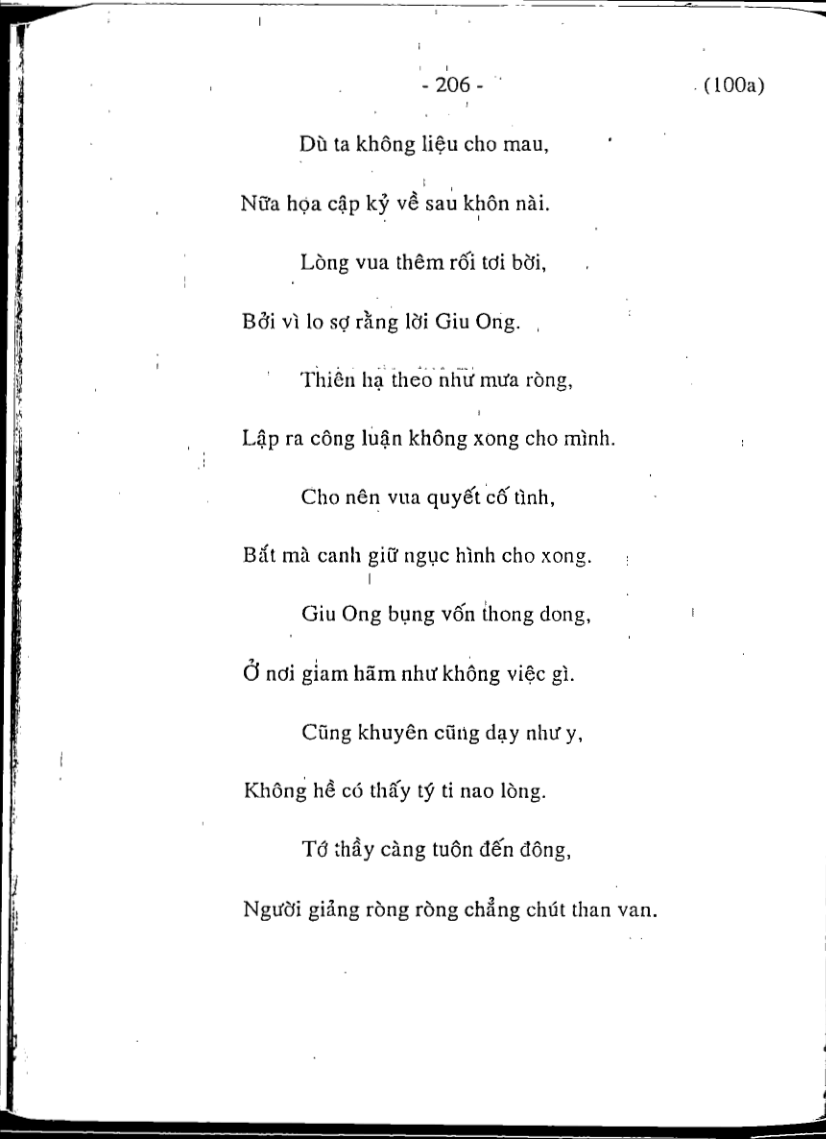 - 206 - (100a)
Dù ta không liệu cho mau,
Nữa họa cập kỷ về sau khôn nài.
Lòng vua thêm rối tơi bời,
Bởi vì lo sợ rằng lời Giu Ong.
Thiên hạ theo như mưa ròng,
Lập ra công luận không xong cho mình.
Cho nên vua quyết cố tình,
Bắt mà canh giữ ngục hình cho xong.
Giu Ong bụng vốn thong dong,
Ở nơi giam hãm như không việc gì.
Cũng khuyên cũng dạy như y,
Không hề có thấy tý ti nao lòng.
Tớ thầy càng tuôn đến đông,
Người giảng ròng ròng chẳng chút than van.